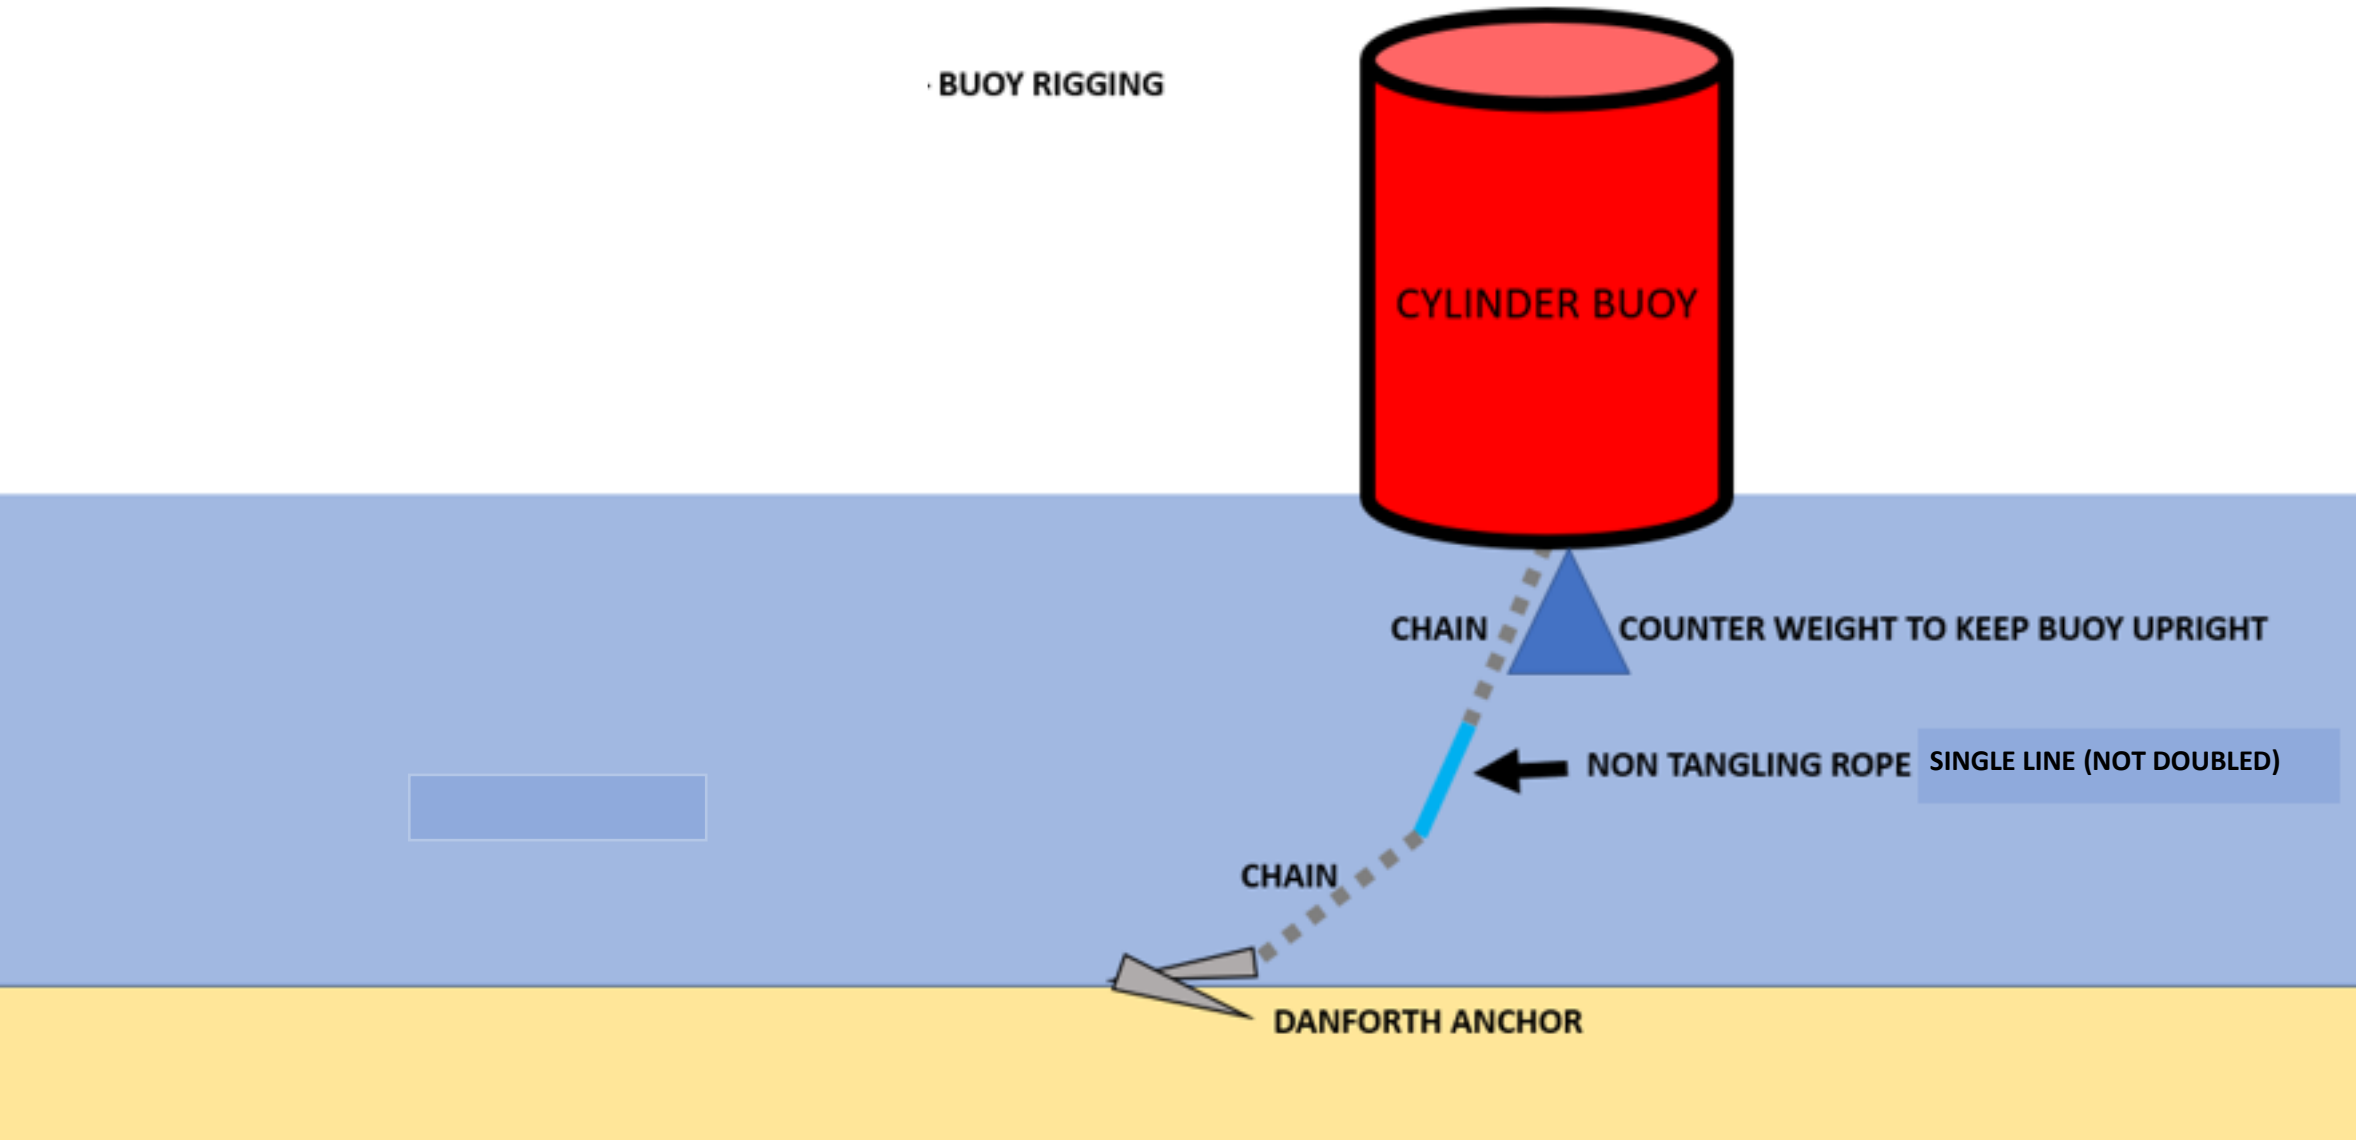 · BUOY RIGGING
CYLINDER BUOY
CHAIN
COUNTER WEIGHT TO KEEP BUOY UPRIGHT
NON TANGLING ROPE SINGLE LINE (NOT DOUBLED)
CHAIN
DANFORTH ANCHOR